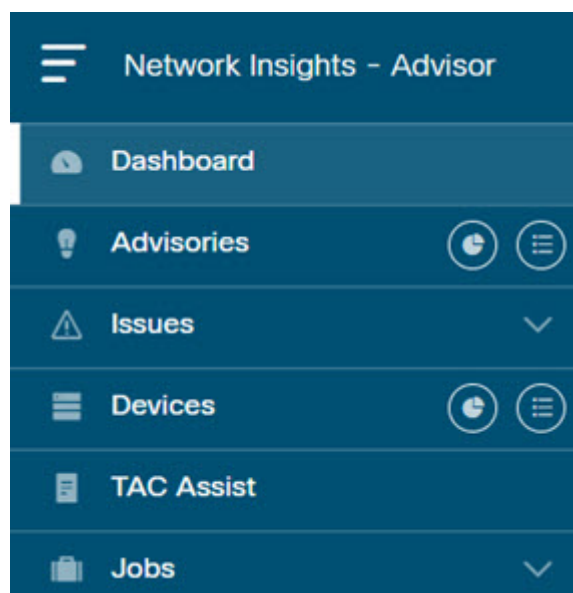 Network Insights - Advisor
Dashboard
Advisories
Issues
Devices
TAC Assist
Jobs